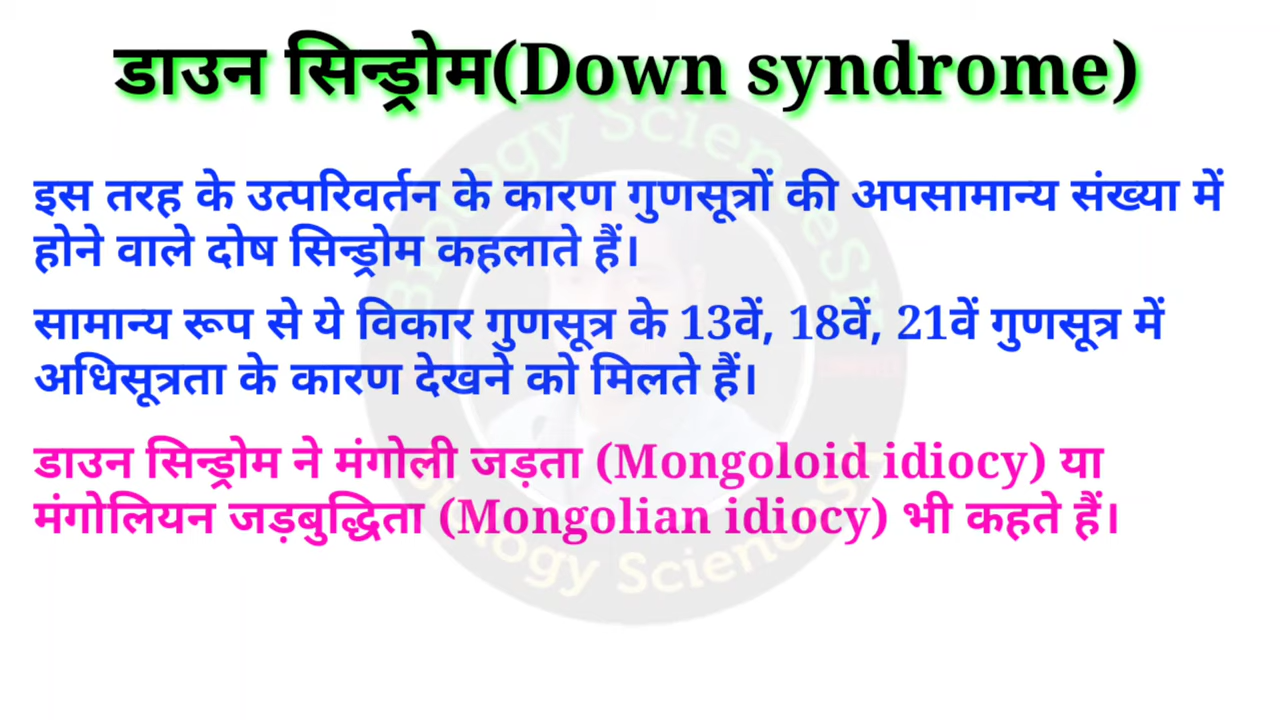 डाउन सिन्ड्रोम(Down syndrome)
इस तरह के उत्परिवर्तन के कारण गुणसूत्रों की अपसामान्य संख्या में
होने वाले दोष सिन्ड्रोम कहलाते हैं।
सामान्य रूप से ये विकार गुणसूत्र के 13वें, 18वें, 21वें गुणसूत्र में
अधिसूत्रता के कारण देखने को मिलते हैं।
डाउन सिन्ड्रोम ने मंगोली जड़ता (Mongoloid idiocy) या
मंगोलियन जड़बुद्धिता (Mongolian idiocy) भी कहते हैं।